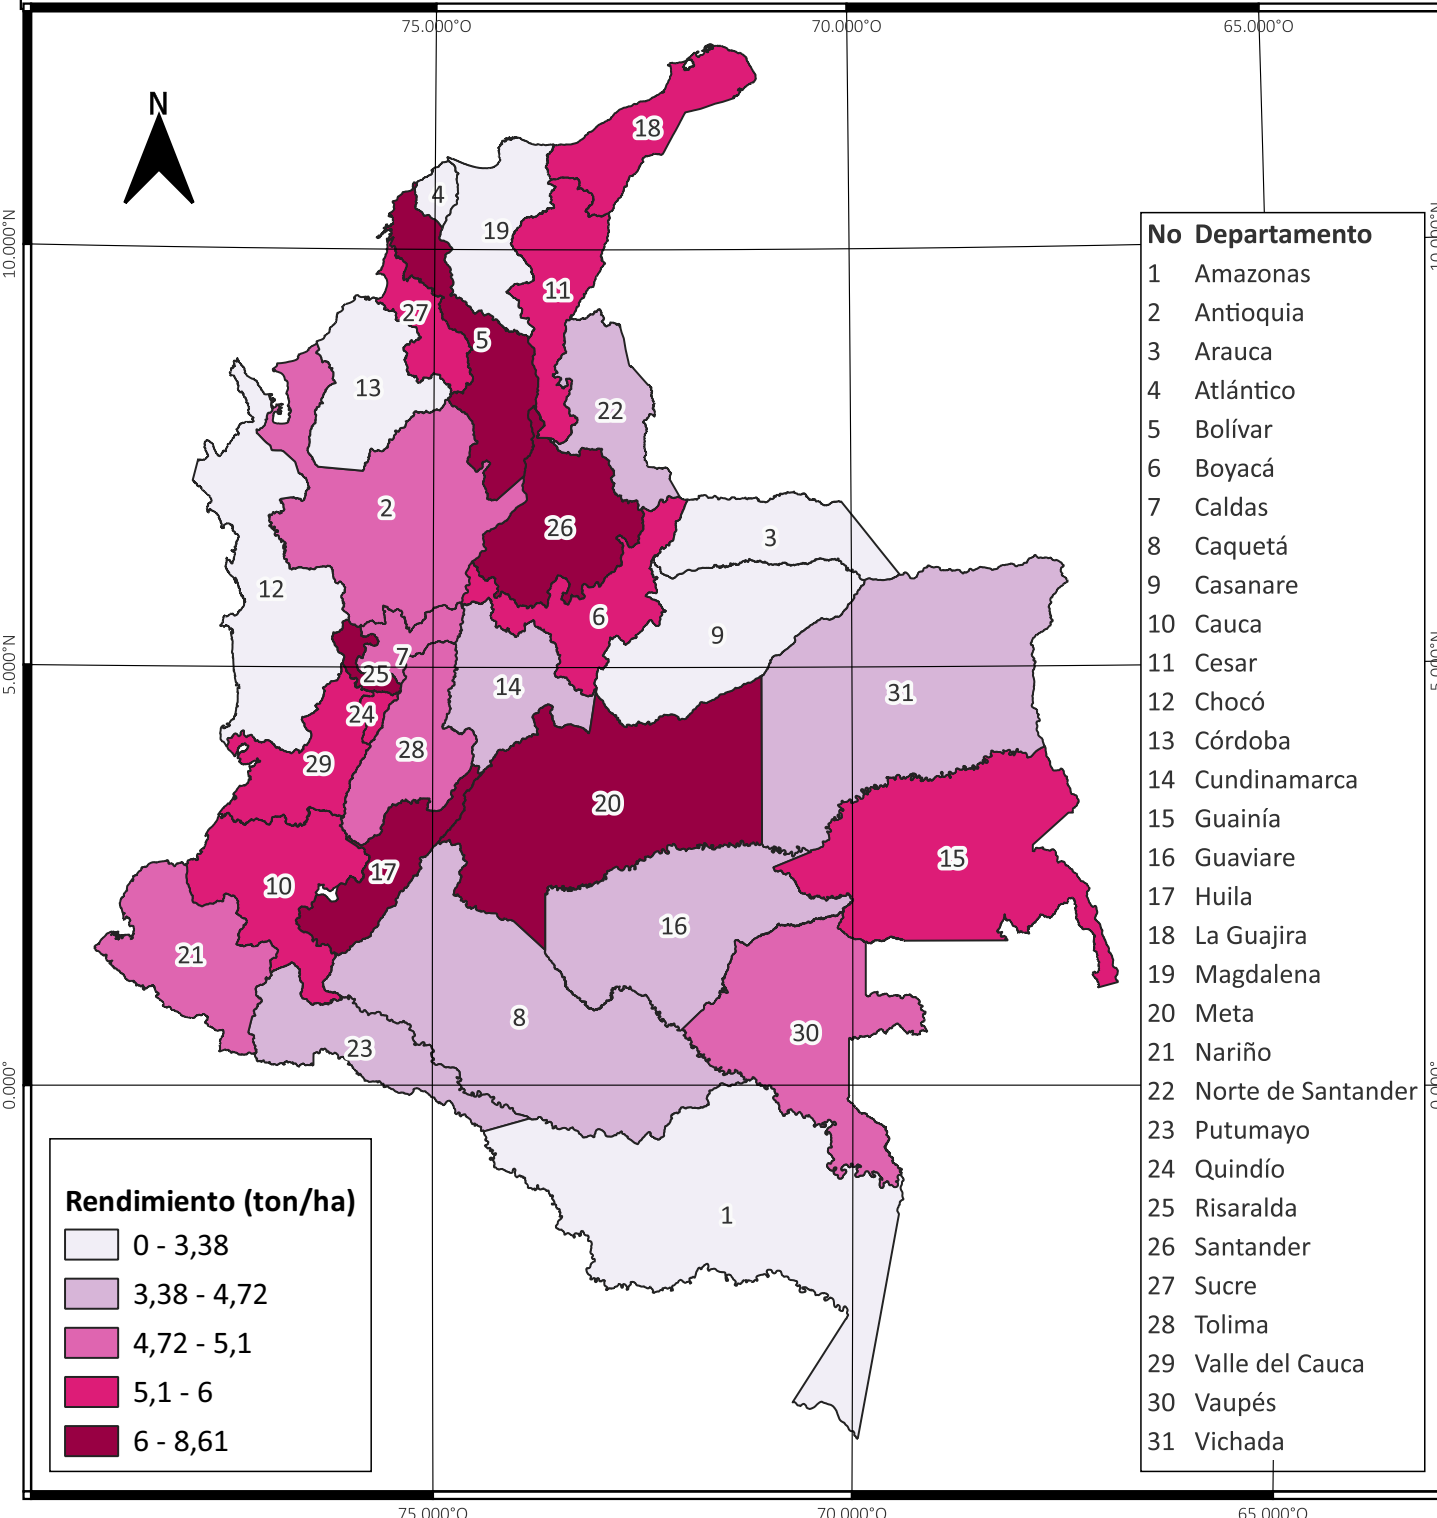 75.000°O 70.000°O 65.000°O
N
10.000°N
5.000°N
0.000°
18
4
19
11
27
5
13
22
2
26
3
12
6
9
7
25
14
31
24
28
29
20
15
17
10
16
21
8
30
23
1
No Departamento
1 Amazonas
2 Antioquia
3 Arauca
4 Atlántico
5 Bolívar
6 Boyacá
7 Caldas
8 Caquetá
9 Casanare
10 Cauca
11 Cesar
12 Chocó
13 Córdoba
14 Cundinamarca
15 Guainía
16 Guaviare
17 Huila
18 La Guajira
19 Magdalena
20 Meta
21 Nariño
22 Norte de Santander
23 Putumayo
24 Quindío
25 Risaralda
26 Santander
27 Sucre
28 Tolima
29 Valle del Cauca
30 Vaupés
31 Vichada
Rendimiento (ton/ha)
0 - 3,38
3,38 - 4,72
4,72 - 5,1
5,1 - 6
6 - 8,61
75.000°O 70.000°O 65.000°O